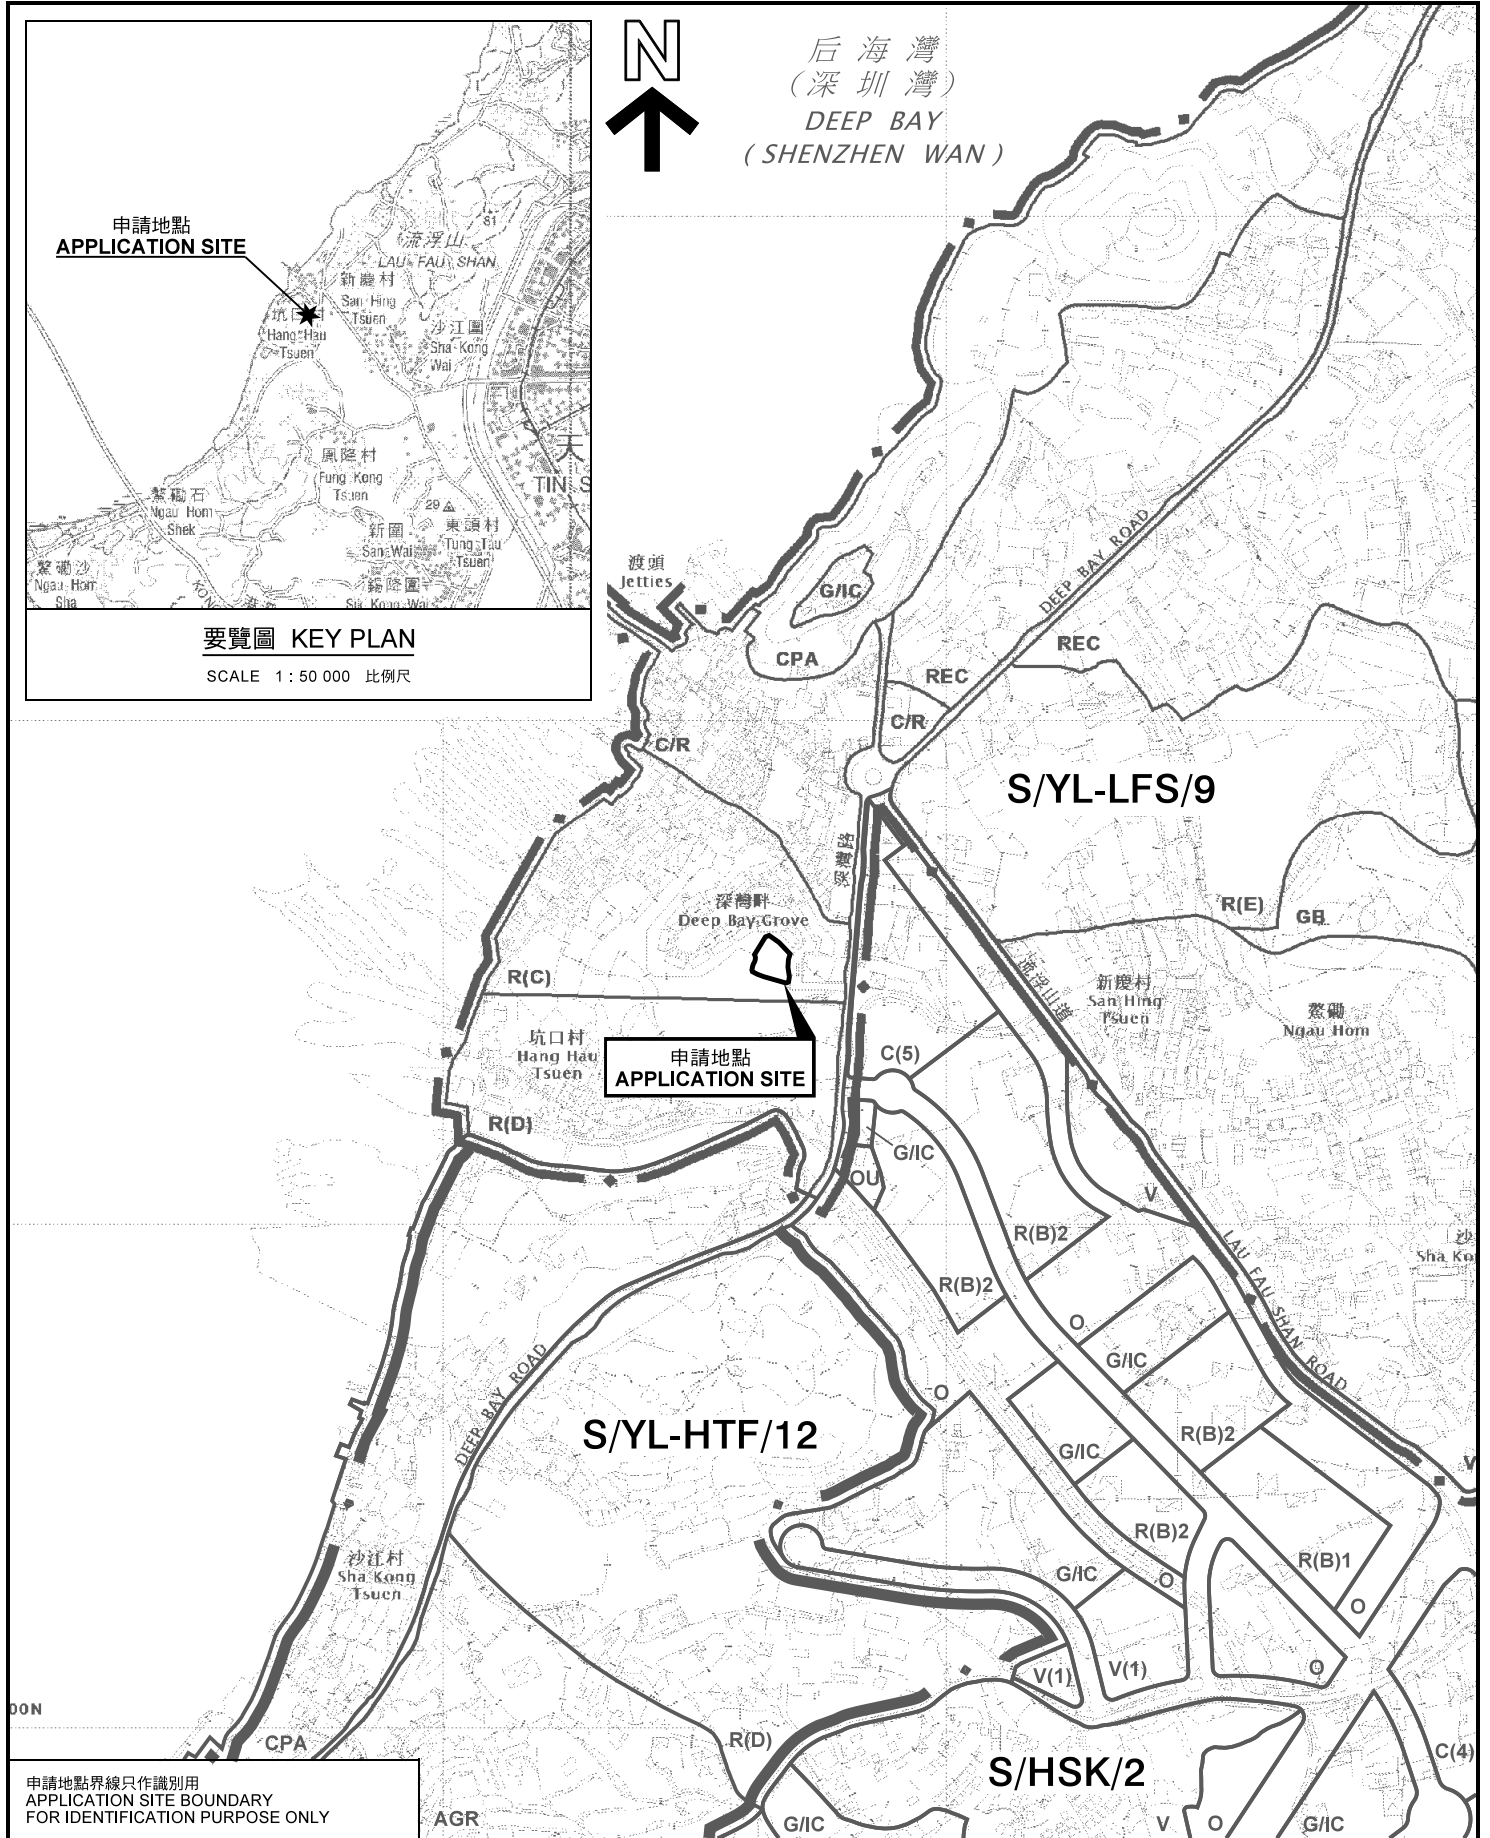 申請地點
APPLICATION SITE
流浮山
LAU FAU SHAN
81
新慶村
San Hing
Tsuen
坑口村
Hang Hau
Tsuen
沙江圍
Sha Kong
Wai
鳳降村
Fung Kong
Tsuen
鰲磡石
Ngau Hom
Shek
29
新圍
San Wai
東頭村
Tung Tau
Tsuen
天
TIN S
鰲磡沙
Ngau Hom
Sha
錫降圍
Sik Kong Wai
KONG
要覽圖 KEY PLAN
SCALE 1 : 50 000 比例尺
N
后海灣
(深圳灣)
DEEP BAY
( SHENZHEN WAN )
渡頭
Jetties
G/IC
CPA
DEEP BAY ROAD
REC
REC
C/R
C/R
S/YL-LFS/9
深灣路
深灣畔
Deep Bay Grove
R(E)
GB
R(C)
流浮山道
新慶村
San Hing
Tsuen
鰲磡
Ngau Hom
坑口村
Hang Hau
Tsuen
申請地點
APPLICATION SITE
C(5)
R(D)
G/IC
OU
V
R(B)2
R(B)2
LAU FAU SHAN ROAD
沙
Sha Ko
O
G/IC
DEEP BAY ROAD
O
S/YL-HTF/12
G/IC
R(B)2
V
R(B)2
沙江村
Sha Kong
Tsuen
G/IC
O
R(B)1
O
V(1)
V(1)
O
00N
CPA
R(D)
S/HSK/2
C(4)
申請地點界線只作識別用
APPLICATION SITE BOUNDARY
FOR IDENTIFICATION PURPOSE ONLY
AGR
G/IC
V
O
G/IC